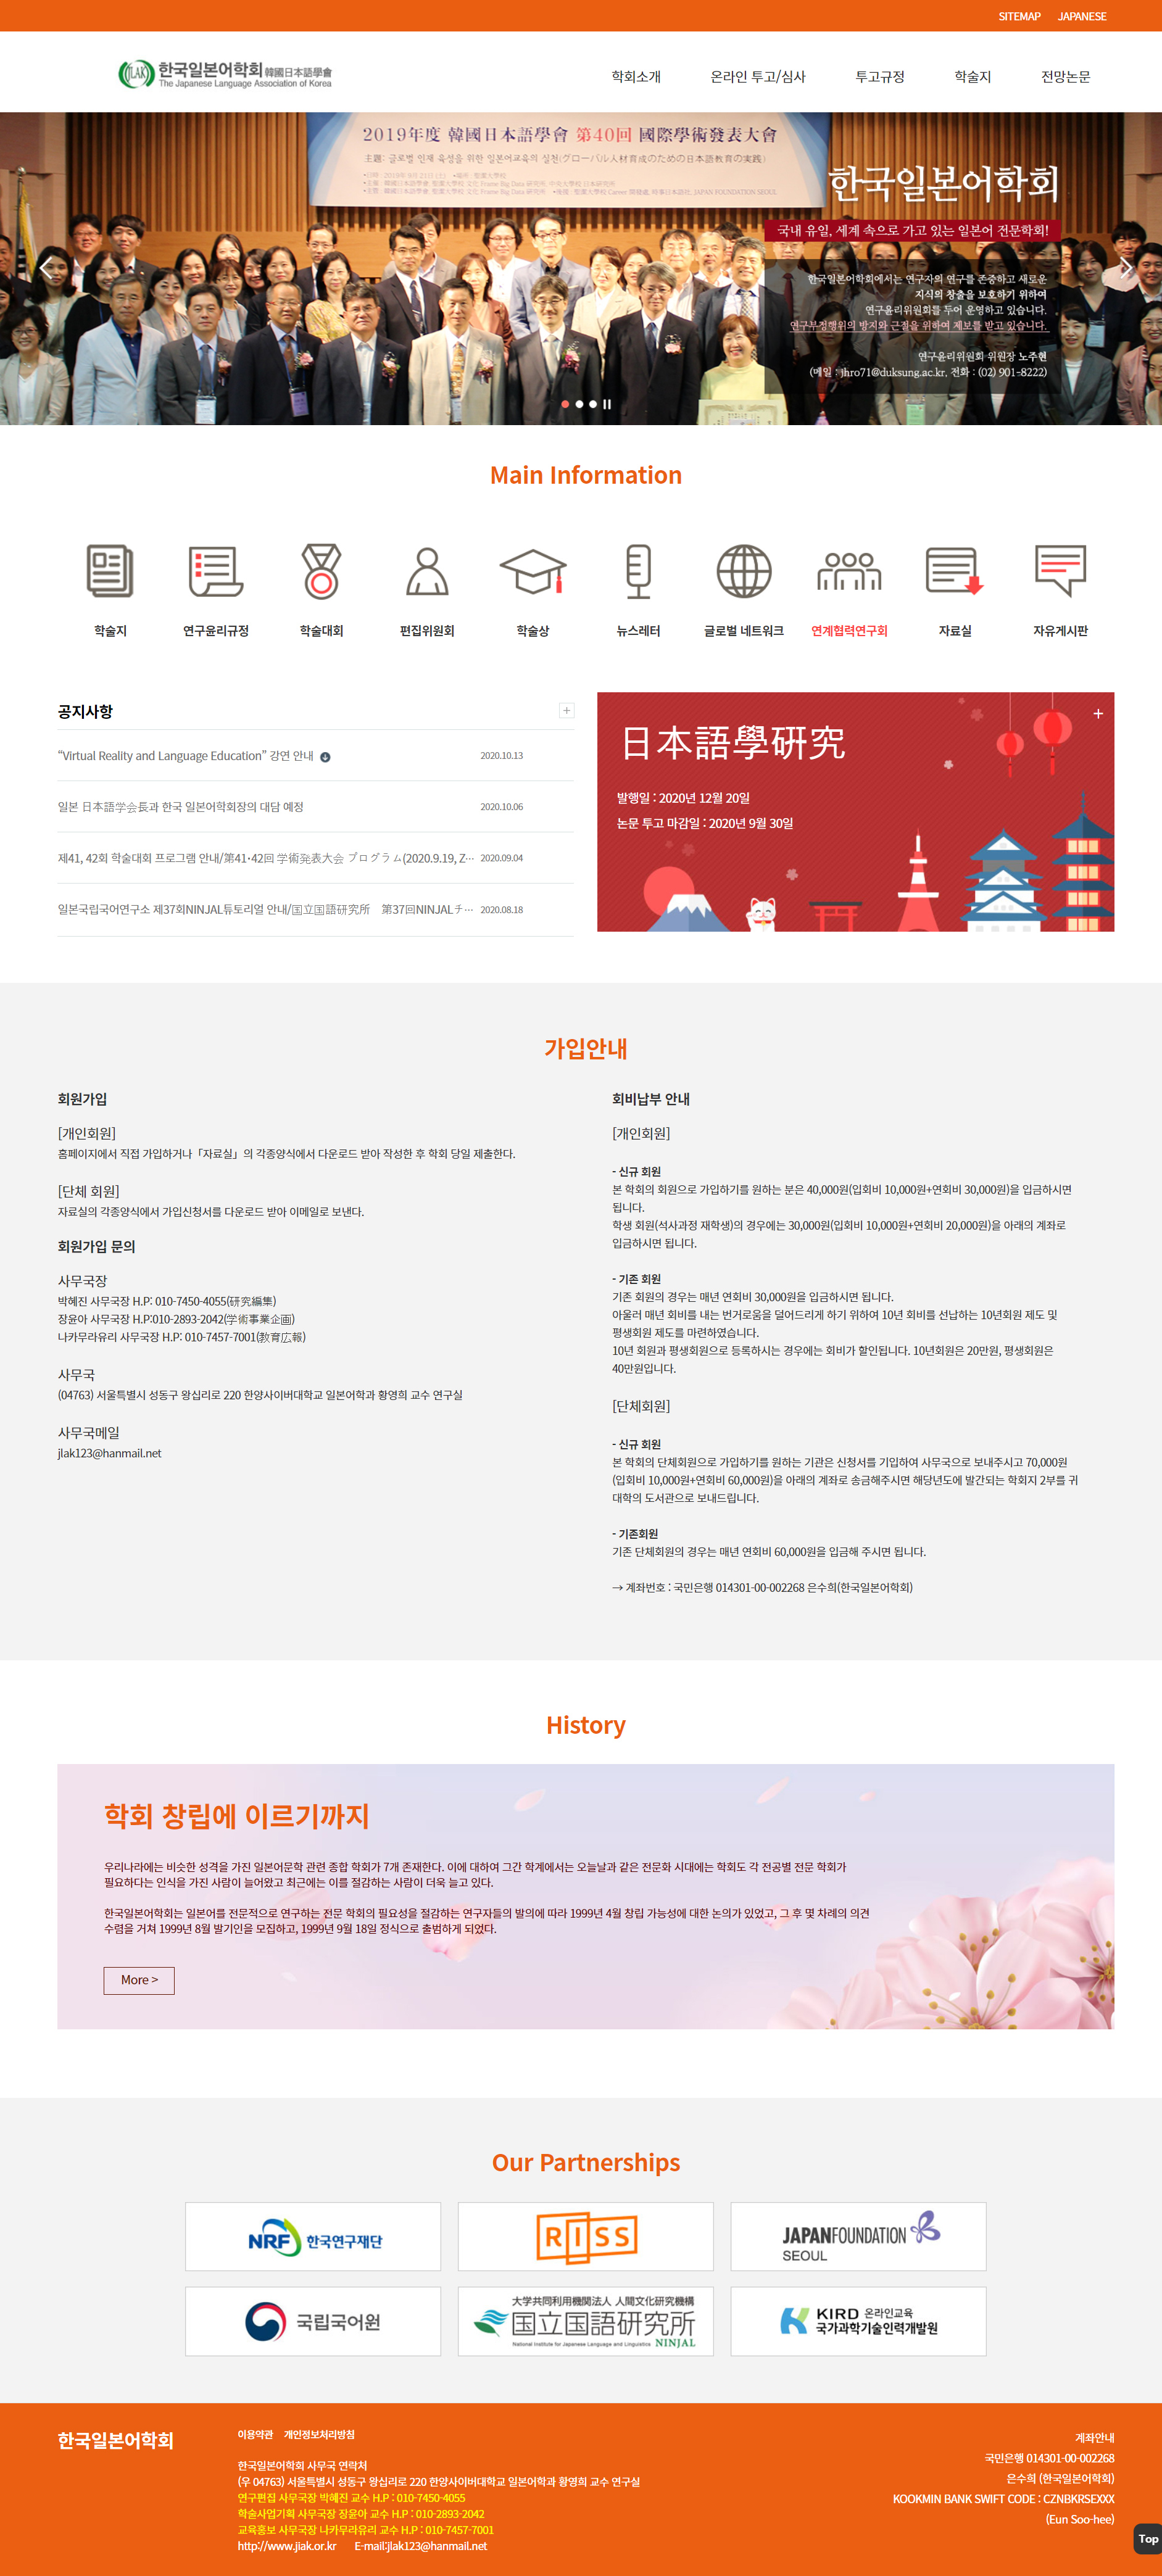 SITEMAP JAPANESE
JLAK 한국일본어학회 韓國日本語學會
The Japanese Language Association of Korea
학회소개 온라인 투고/심사 투고규정 학술지 전망논문
2019年度 韓國日本語學會 第40回 國際學術發表大會
主題: 글로벌 인재 육성을 위한 일본어교육의 실천(グローバル人材育成のための日本語教育の実践)
한국일본어학회
국내 유일, 세계 속으로 가고 있는 일본어 전문학회!
한국일본어학회에서는 연구자의 연구를 존중하고 새로운
지식의 창출을 보호하기 위하여
연구윤리위원회를 두어 운영하고 있습니다.
연구부정행위의 방지와 근절을 위하여 제보를 받고 있습니다.
연구윤리위원회 위원장 노주현
(메일 : jhro71@duksung.ac.kr, 전화 : (02) 901-8222)
Main Information
학술지 연구윤리규정 학술대회 편집위원회 학술상 뉴스레터 글로벌 네트워크 연계협력연구회 자료실 자유게시판
공지사항
“Virtual Reality and Language Education” 강연 안내 2020.10.13
일본 日本語学会長과 한국 일본어학회장의 대담 예정 2020.10.06
제41, 42회 학술대회 프로그램 안내/第41·42回 学術発表大会 プログラム(2020.9.19, Z… 2020.09.04
일본국립국어연구소 제37회NINJAL튜토리얼 안내/国立国語研究所 第37回NINJALチ… 2020.08.18
日本語學硏究
발행일 : 2020년 12월 20일
논문 투고 마감일 : 2020년 9월 30일
가입안내
회원가입
[개인회원]
홈페이지에서 직접 가입하거나「자료실」의 각종양식에서 다운로드 받아 작성한 후 학회 당일 제출한다.
[단체 회원]
자료실의 각종양식에서 가입신청서를 다운로드 받아 이메일로 보낸다.
회원가입 문의
사무국장
박혜진 사무국장 H.P: 010-7450-4055(研究編集)
장윤아 사무국장 H.P:010-2893-2042(学術事業企画)
나카무라유리 사무국장 H.P: 010-7457-7001(教育広報)
사무국
(04763) 서울특별시 성동구 왕십리로 220 한양사이버대학교 일본어학과 황영희 교수 연구실
사무국메일
jlak123@hanmail.net
회비납부 안내
[개인회원]
- 신규 회원
본 학회의 회원으로 가입하기를 원하는 분은 40,000원(입회비 10,000원+연회비 30,000원)을 입금하시면
됩니다.
학생 회원(석사과정 재학생)의 경우에는 30,000원(입회비 10,000원+연회비 20,000원)을 아래의 계좌로
입금하시면 됩니다.
- 기존 회원
기존 회원의 경우는 매년 연회비 30,000원을 입금하시면 됩니다.
아울러 매년 회비를 내는 번거로움을 덜어드리게 하기 위하여 10년 회비를 선납하는 10년회원 제도 및
평생회원 제도를 마련하였습니다.
10년 회원과 평생회원으로 등록하시는 경우에는 회비가 할인됩니다. 10년회원은 20만원, 평생회원은
40만원입니다.
[단체회원]
- 신규 회원
본 학회의 단체회원으로 가입하기를 원하는 기관은 신청서를 기입하여 사무국으로 보내주시고 70,000원
(입회비 10,000원+연회비 60,000원)을 아래의 계좌로 송금해주시면 해당년도에 발간되는 학회지 2부를 귀
대학의 도서관으로 보내드립니다.
- 기존회원
기존 단체회원의 경우는 매년 연회비 60,000원을 입금해 주시면 됩니다.
→ 계좌번호 : 국민은행 014301-00-002268 은수희(한국일본어학회)
History
학회 창립에 이르기까지
우리나라에는 비슷한 성격을 가진 일본어문학 관련 종합 학회가 7개 존재한다. 이에 대하여 그간 학계에서는 오늘날과 같은 전문화 시대에는 학회도 각 전공별 전문 학회가
필요하다는 인식을 가진 사람이 늘어왔고 최근에는 이를 절감하는 사람이 더욱 늘고 있다.
한국일본어학회는 일본어를 전문적으로 연구하는 전문 학회의 필요성을 절감하는 연구자들의 발의에 따라 1999년 4월 창립 가능성에 대한 논의가 있었고, 그 후 몇 차례의 의견
수렴을 거쳐 1999년 8월 발기인을 모집하고, 1999년 9월 18일 정식으로 출범하게 되었다.
More >
Our Partnerships
NRF 한국연구재단
RISS
JAPANFOUNDATION
SEOUL
국립국어원
大学共同利用機関法人 人間文化研究機構
国立国語研究所
National Institute for Japanese Language and Linguistics NINJAL
KIRD 온라인교육
국가과학기술인력개발원
한국일본어학회
이용약관 개인정보처리방침
한국일본어학회 사무국 연락처
(우 04763) 서울특별시 성동구 왕십리로 220 한양사이버대학교 일본어학과 황영희 교수 연구실
연구편집 사무국장 박혜진 교수 H.P : 010-7450-4055
학술사업기획 사무국장 장윤아 교수 H.P : 010-2893-2042
교육홍보 사무국장 나카무라유리 교수 H.P : 010-7457-7001
http://www.jlak.or.kr E-mail:jlak123@hanmail.net
계좌안내
국민은행 014301-00-002268
은수희 (한국일본어학회)
KOOKMIN BANK SWIFT CODE : CZNBKRSEXXX
(Eun Soo-hee)
Top